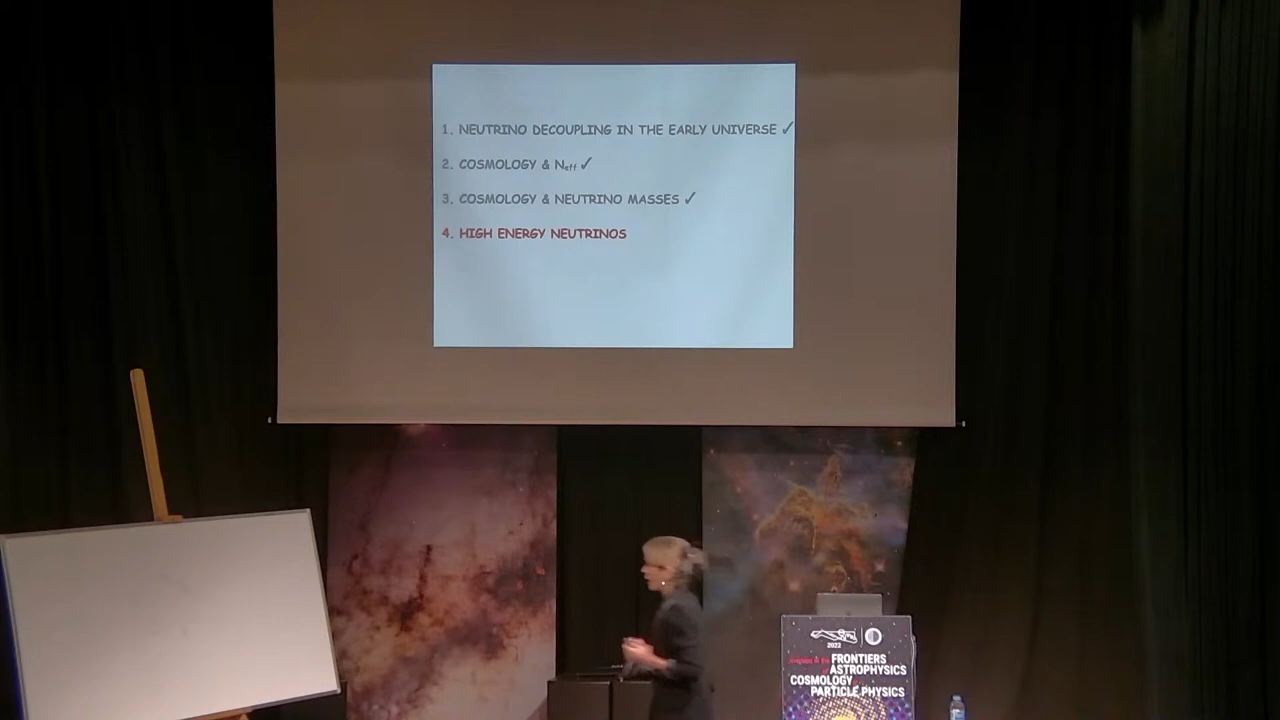 1. NEUTRINO DECOUPLING IN THE EARLY UNIVERSE ✓
2. COSMOLOGY & Neff ✓
3. COSMOLOGY & NEUTRINO MASSES ✓
4. HIGH ENERGY NEUTRINOS
2022
FRONTIERS
ASTROPHYSICS
COSMOLOGY
PARTICLE PHYSICS